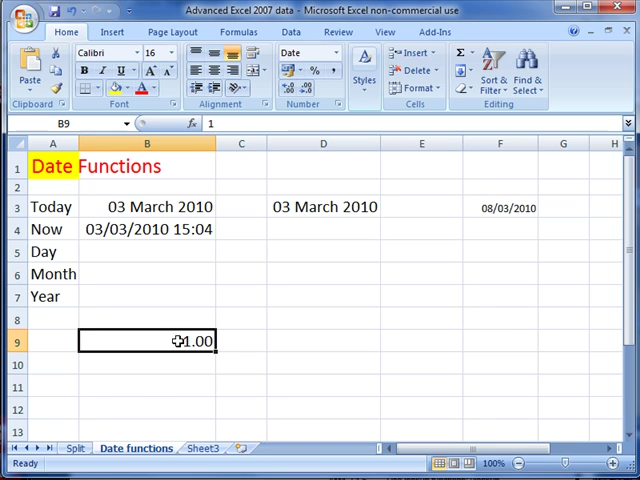 Advanced Excel 2007 data - Microsoft Excel non-commercial use
Home Insert Page Layout Formulas Data Review View
Paste
Clipboard
Calibri 16
B I U A A
A
Font
Alignment
Date
% ,
Number
Styles
Insert
Delete
Format
Cells
Σ
Sort & Filter
Find & Select
Editing
B9 fx 1
A B C D E F G H
1 Date Functions
2
3 Today 03 March 2010 03 March 2010 08/03/2010
4 Now 03/03/2010 15:04
5 Day
6 Month
7 Year
8
9 1.00
10
11
12
13
Split Date functions Sheet3
Ready 100%